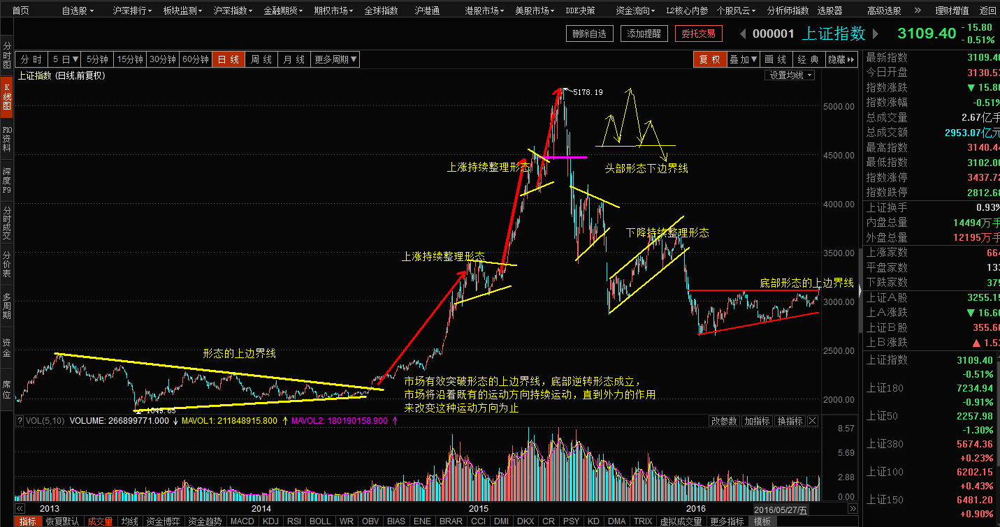 首页 自选股 沪深排行 板块监测 沪深指数 金融期货 期权市场 全球指数 沪港通 港股市场 美股市场 DDE决策 资金流向 L2核心内参 个股风云 分析师指数 选股器 高级选股 » 理财增值 返回
删除自选 添加提醒 委托交易 000001 上证指数 3109.40 -15.80 -0.51%
分时 5日 5分钟 15分钟 30分钟 60分钟 日线 周线 月线 更多周期 复权 叠加 画线 经典 隐藏
上证指数 (日线,前复权)
设置均线
分时图
K线图
F10资料
深度F9
分时成交
分价表
多周期
资金
席位
5178.19
上涨持续整理形态
头部形态下边界线
下降持续整理形态
上涨持续整理形态
底部形态的上边界线
形态的上边界线
市场有效突破形态的上边界线，底部逆转形态成立，
市场将沿着既有的运动方向持续运动，直到外力的作用
来改变这种运动方向为止
1849.65
5000.00
4500.00
4000.00
3500.00
3000.00
2500.00
2000.00
? VOL(5,10) VOLUME: 266899771.000 ↓ MAVOL1: 211848915.800 ↑ MAVOL2: 180190158.900 ↑
改参数 加指标 换指标
8.57
5.69
2.88
0.00
2013 2014 2015 2016 2016/05/27/五
指标 恢复默认 成交量 均线 资金博弈 资金趋势 MACD KDJ RSI BOLL WR OBV BIAS ENE BRAR CCI DMI DKX CR PSY KD DMA TRIX 虚拟成交量 更多指标 模板
最新指数 3109.40
今日开盘 3130.53
指数涨跌 ▼ 15.80
指数涨幅 -0.51%
总成交量 2.67亿手
总成交额 2953.07亿元
最高指数 3140.44
最低指数 3102.00
指数涨停 3437.72
指数跌停 2812.68
上证换手 0.93%
内盘总量 14494万手
外盘总量 12195万手
上涨家数 664
平盘家数 133
下跌家数 375
上证A股 3255.15
上A涨跌 ▼ 16.60
上证B股 355.60
上B涨跌 ▲ 1.53
上证指数 3109.40
-0.51%
上证180 7234.94
-0.91%
上证50 2257.98
-1.30%
上证380 5674.36
+0.23%
上证100 6202.15
+0.43%
上证150 6481.20
+0.90%